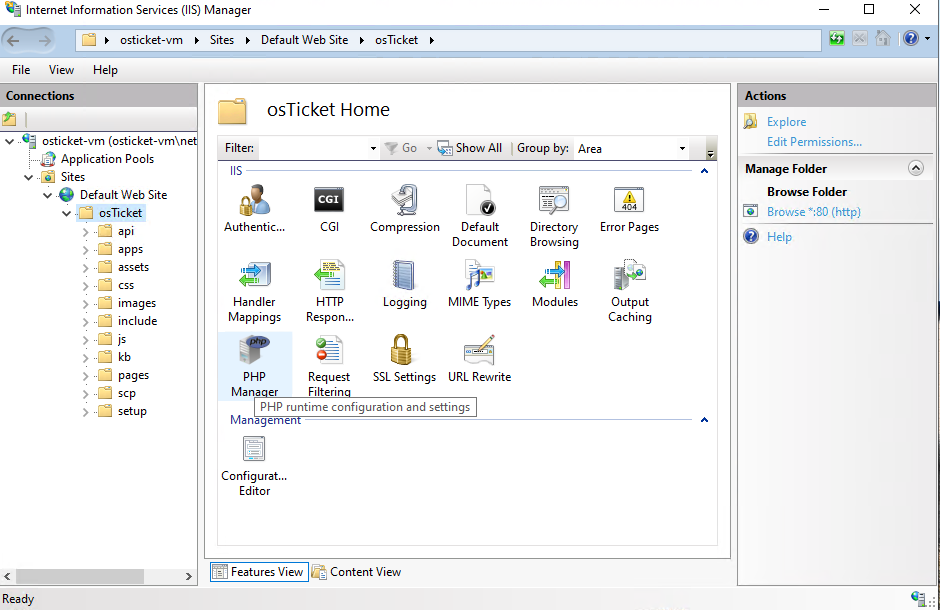 Internet Information Services (IIS) Manager
osticket-vm Sites Default Web Site osTicket
File View Help
Connections
osticket-vm (osticket-vm\net
Application Pools
Sites
Default Web Site
osTicket
api
apps
assets
css
images
include
js
kb
pages
scp
setup
osTicket Home
Filter: Go Show All Group by: Area
IIS
Authentic...
CGI
CGI
Compression
Default
Document
Directory
Browsing
404
Error Pages
Handler
Mappings
HTTP
Respon...
Logging
MIME Types
Modules
Output
Caching
php
PHP
Manager
Request
Filtering
SSL Settings
URL Rewrite
PHP runtime configuration and settings
Management
Configurat...
Editor
Features View Content View
Actions
Explore
Edit Permissions...
Manage Folder
Browse Folder
Browse *:80 (http)
Help
Ready